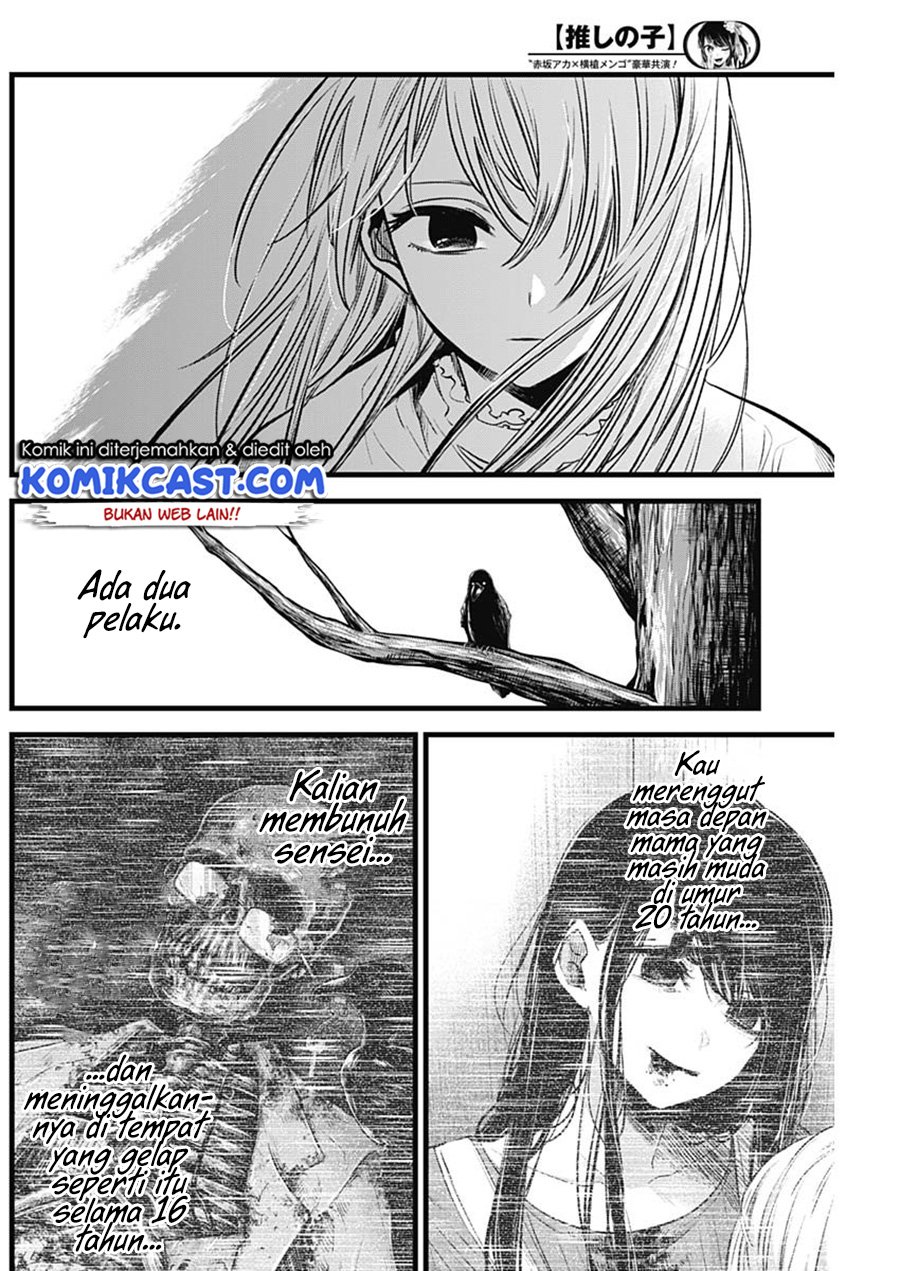 【推しの子】
“赤坂アカ×横槍メンゴ”豪華共演！
Komik ini diterjemahkan & diedit oleh
KOMIKCAST.COM
BUKAN WEB LAIN!!
Ada dua
pelaku.
Kau
merenggut
masa depan
mama yang
masih muda
di umur
20 tahun...
Kalian
membunuh
sensei...
...dan
meninggalkan-
nya di tempat
yang gelap
seperti itu
selama 16
tahun...